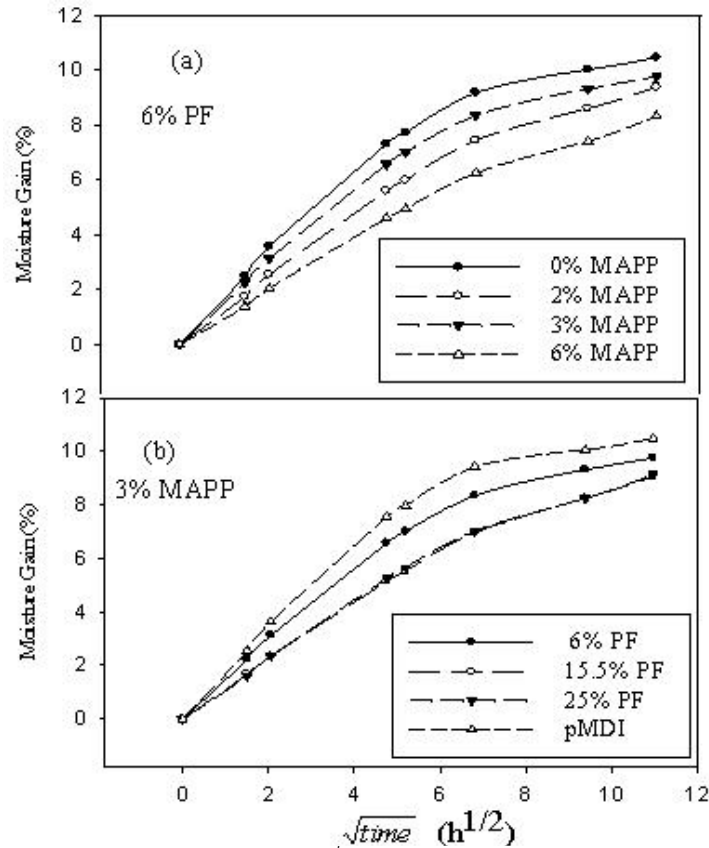 12
(a)
10
6% PF
8
6
4
2
0
Moisture Gain (%)
0% MAPP
2% MAPP
3% MAPP
6% MAPP
12
(b)
10
3% MAPP
8
6
4
2
0
Moisture Gain (%)
6% PF
15.5% PF
25% PF
pMDI
0 2 4 6 8 10 12
√time (h^1/2)